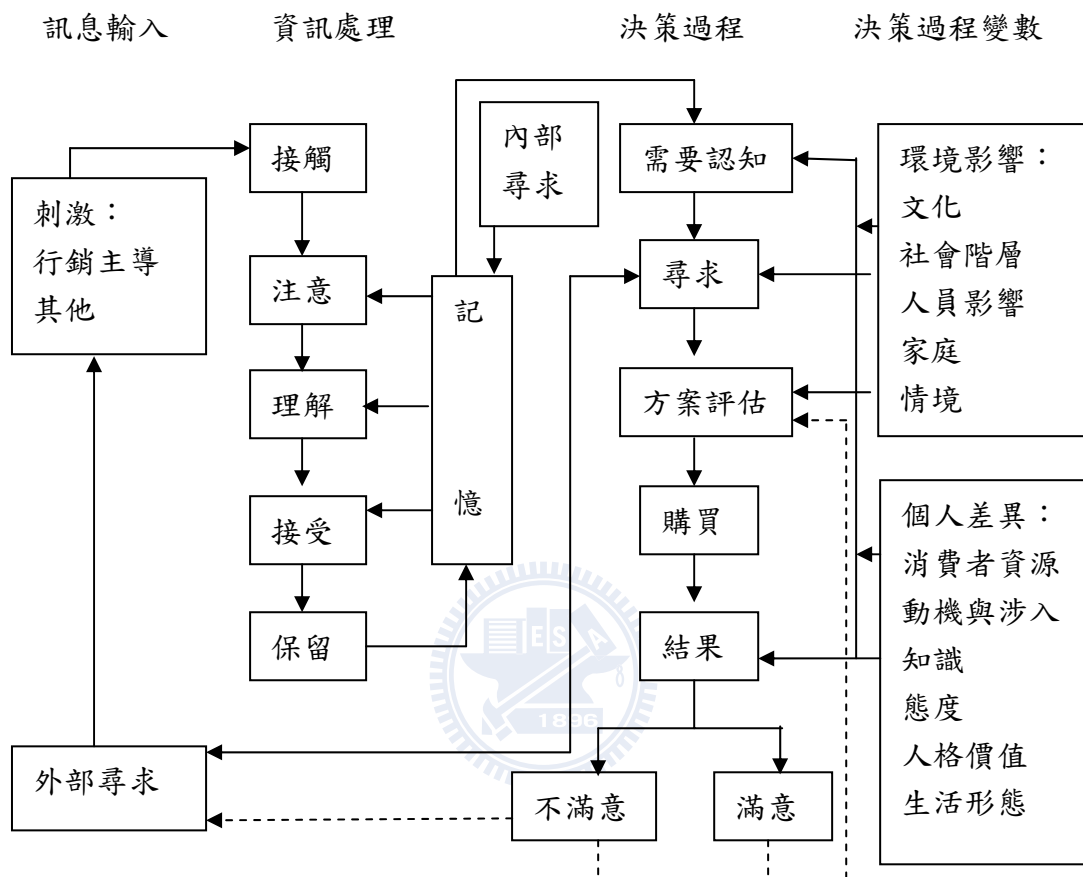 訊息輸入
資訊處理
決策過程
決策過程變數
刺激：
行銷主導
其他
外部尋求
接觸
注意
理解
接受
保留
內部
尋求
記
憶
需要認知
尋求
方案評估
購買
結果
不滿意
滿意
環境影響：
文化
社會階層
人員影響
家庭
情境
個人差異：
消費者資源
動機與涉入
知識
態度
人格價值
生活形態
E S A
1896